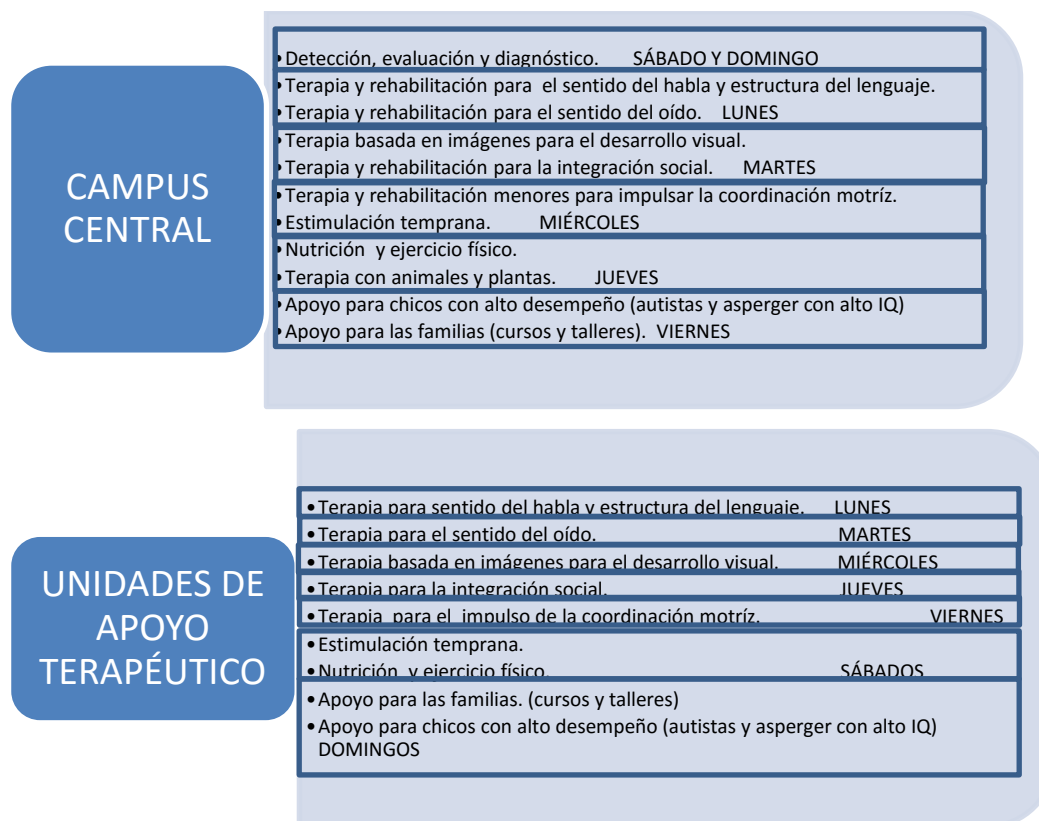 CAMPUS
CENTRAL
•Detección, evaluación y diagnóstico. SÁBADO Y DOMINGO
•Terapia y rehabilitación para el sentido del habla y estructura del lenguaje.
•Terapia y rehabilitación para el sentido del oído. LUNES
•Terapia basada en imágenes para el desarrollo visual.
•Terapia y rehabilitación para la integración social. MARTES
•Terapia y rehabilitación menores para impulsar la coordinación motríz.
•Estimulación temprana. MIÉRCOLES
•Nutrición y ejercicio físico.
•Terapia con animales y plantas. JUEVES
•Apoyo para chicos con alto desempeño (autistas y asperger con alto IQ)
•Apoyo para las familias (cursos y talleres). VIERNES
UNIDADES DE
APOYO
TERAPÉUTICO
•Terapia para sentido del habla y estructura del lenguaje. LUNES
•Terapia para el sentido del oído. MARTES
•Terapia basada en imágenes para el desarrollo visual. MIÉRCOLES
•Terapia para la integración social. JUEVES
•Terapia para el impulso de la coordinación motríz. VIERNES
•Estimulación temprana.
•Nutrición y ejercicio físico. SÁBADOS
•Apoyo para las familias. (cursos y talleres)
•Apoyo para chicos con alto desempeño (autistas y asperger con alto IQ)
DOMINGOS